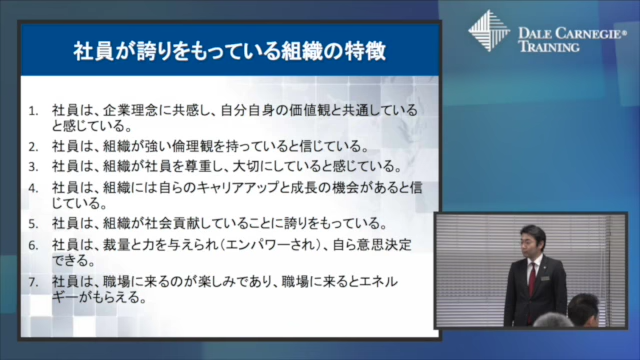 社員が誇りをもっている組織の特徴
DALE CARNEGIE®
TRAINING
1. 社員は、企業理念に共感し、自分自身の価値観と共通している
と感じている。
2. 社員は、組織が強い倫理観を持っていると信じている。
3. 社員は、組織が社員を尊重し、大切にしていると感じている。
4. 社員は、組織には自らのキャリアアップと成長の機会があると信
じている。
5. 社員は、組織が社会貢献していることに誇りをもっている。
6. 社員は、裁量と力を与えられ（エンパワーされ）、自ら意思決定
できる。
7. 社員は、職場に来るのが楽しみであり、職場に来るとエネル
ギーがもらえる。